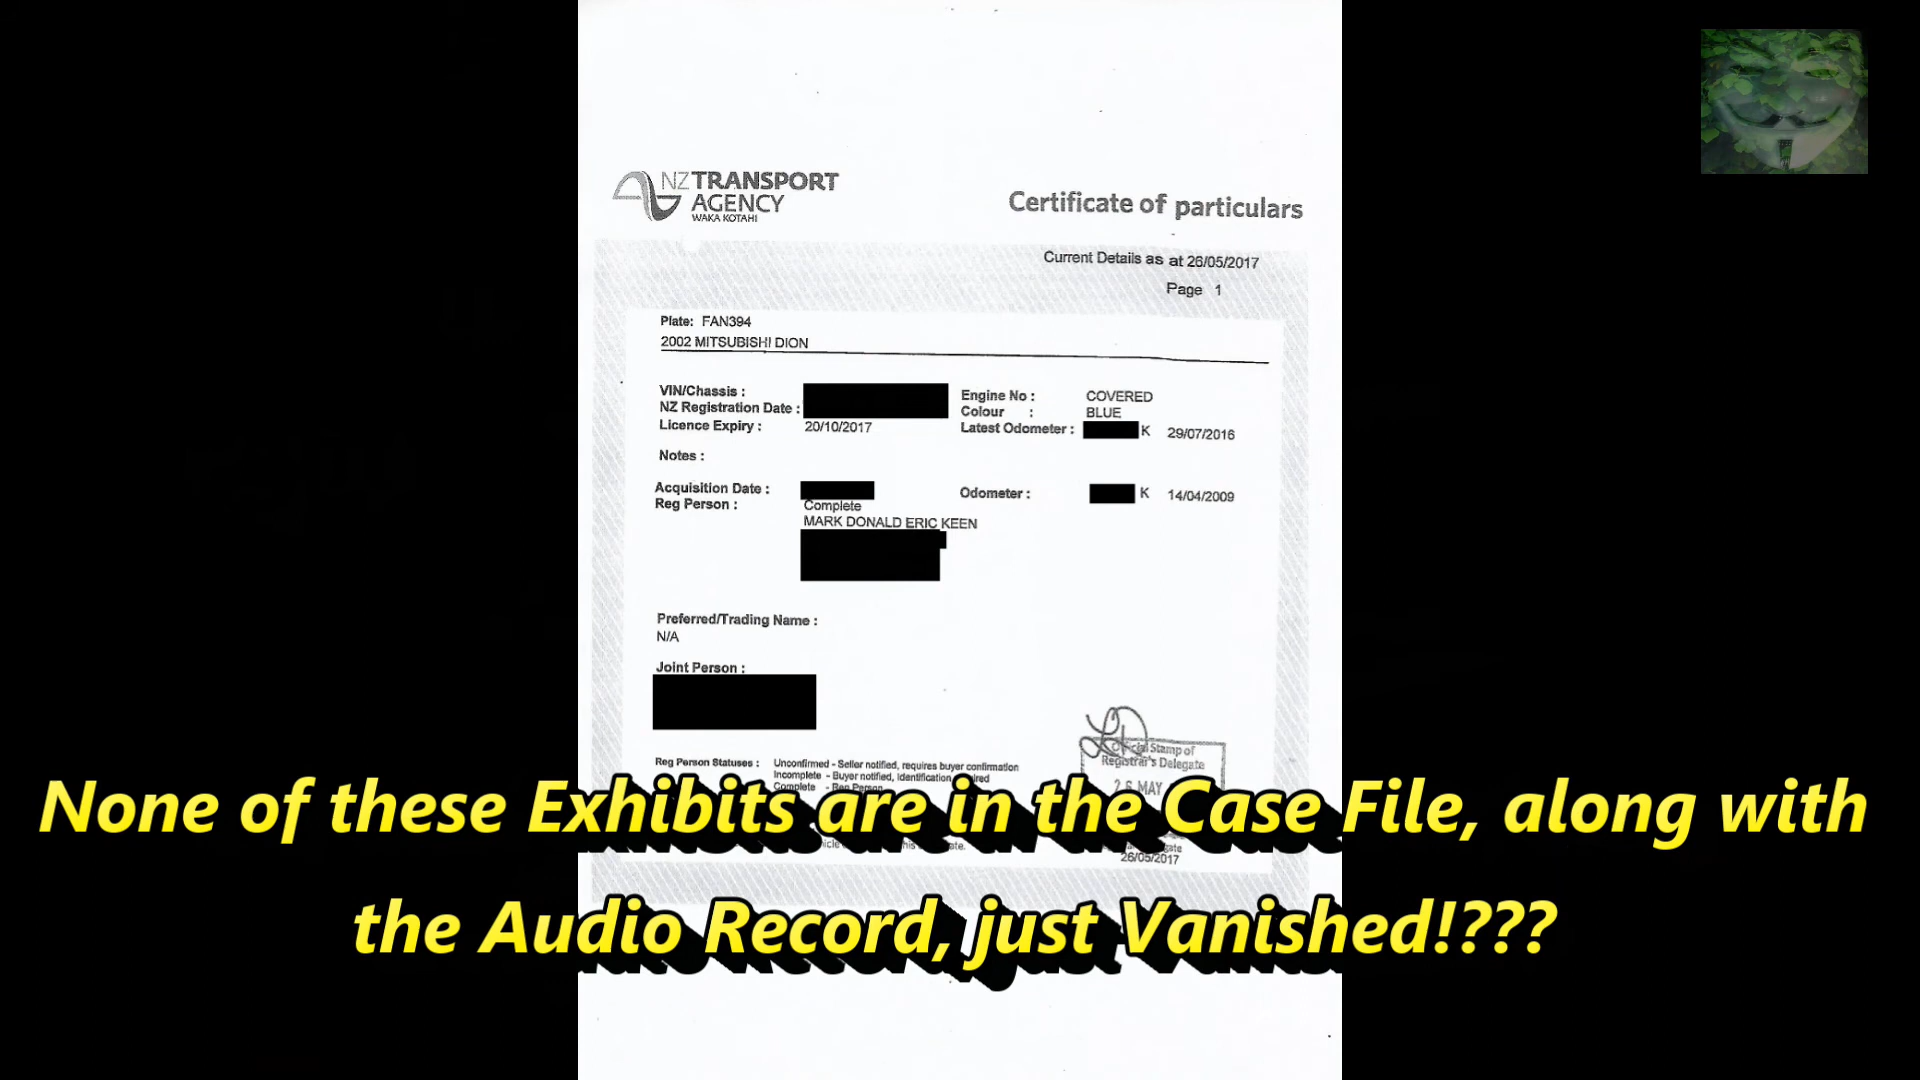 NZ TRANSPORT
AGENCY
WAKA KOTAHI
Certificate of particulars
Current Details as at 26/05/2017
Page 1
Plate: FAN394
2002 MITSUBISHI DION
VIN/Chassis :
NZ Registration Date :
Licence Expiry : 20/10/2017
Engine No : COVERED
Colour : BLUE
Latest Odometer : K 29/07/2016
Notes :
Acquisition Date :
Odometer : K 14/04/2009
Reg Person : Complete
MARK DONALD ERIC KEEN
Preferred/Trading Name :
N/A
Joint Person :
Official Stamp of
Registrar's Delegate
26 MAY
Reg Person Statuses : Unconfirmed - Seller notified, requires buyer confirmation
Incomplete - Buyer notified, Identification
Complete - Reg Person
None of these Exhibits are in the Case File, along with
26/05/2017
the Audio Record, just Vanished!???